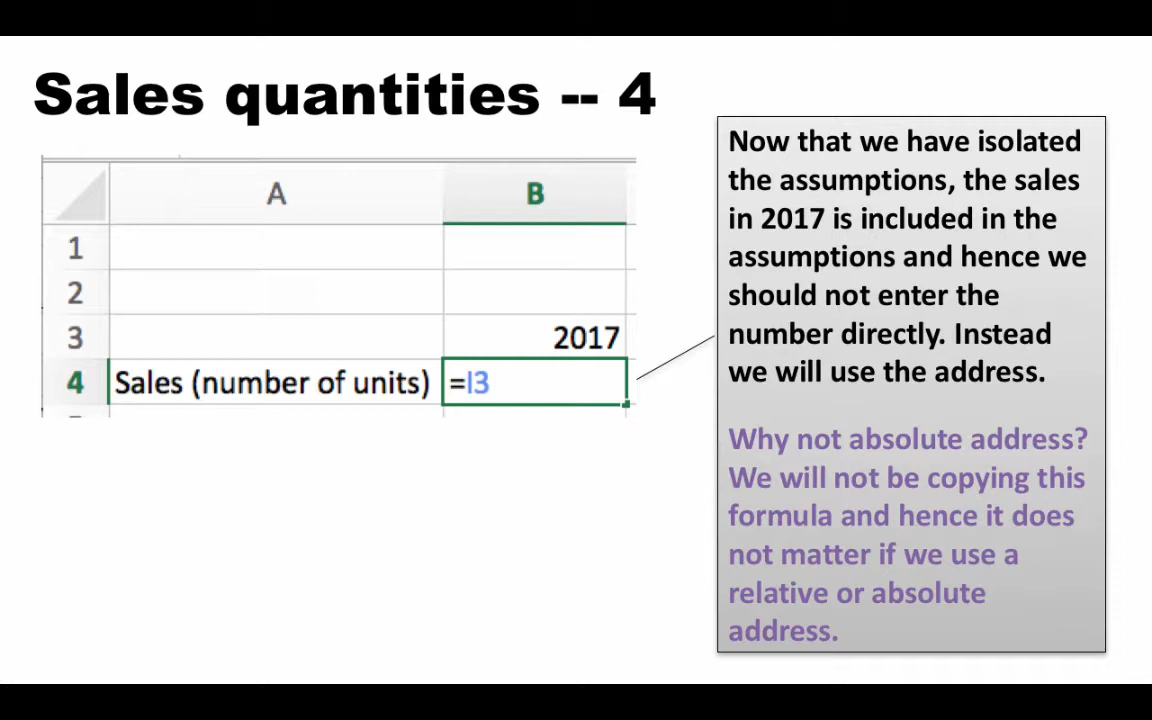 Sales quantities -- 4
A B
1
2
3 2017
4 Sales (number of units) =I3
Now that we have isolated
the assumptions, the sales
in 2017 is included in the
assumptions and hence we
should not enter the
number directly. Instead
we will use the address.
Why not absolute address?
We will not be copying this
formula and hence it does
not matter if we use a
relative or absolute
address.